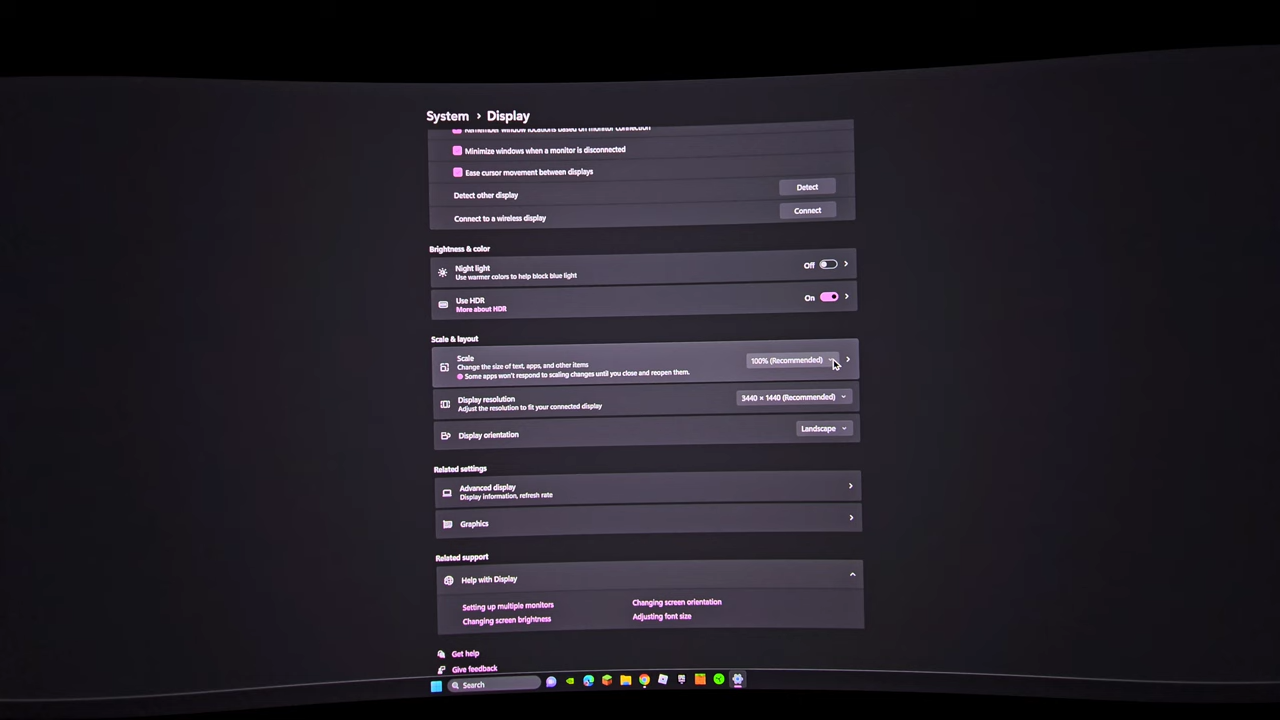 System > Display
Remember window locations based on monitor connection
Minimize windows when a monitor is disconnected
Ease cursor movement between displays
Detect other display
Detect
Connect to a wireless display
Connect
Brightness & color
Night light
Use warmer colors to help block blue light
Off
Use HDR
More about HDR
On
Scale & layout
Scale
Change the size of text, apps, and other items
Some apps won't respond to scaling changes until you close and reopen them.
100% (Recommended)
Display resolution
Adjust the resolution to fit your connected display
3440 × 1440 (Recommended)
Display orientation
Landscape
Related settings
Advanced display
Display information, refresh rate
Graphics
Related support
Help with Display
Setting up multiple monitors
Changing screen orientation
Changing screen brightness
Adjusting font size
Get help
Give feedback
Search